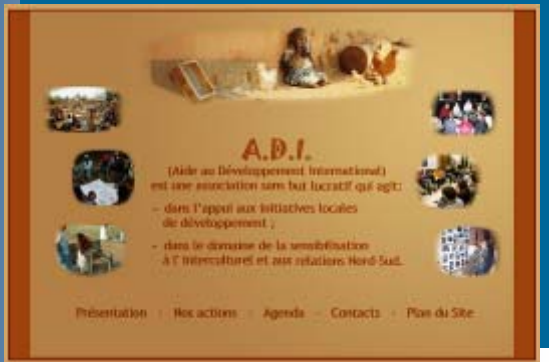 A.D.I.
(Aide au Développement International)
est une association sans but lucratif qui agit:
- dans l'appui aux initiatives locales
de développement ;
- dans le domaine de la sensibilisation
à l'interculturel et aux relations Nord-Sud.
Présentation - Nos actions - Agenda - Contacts - Plan du Site